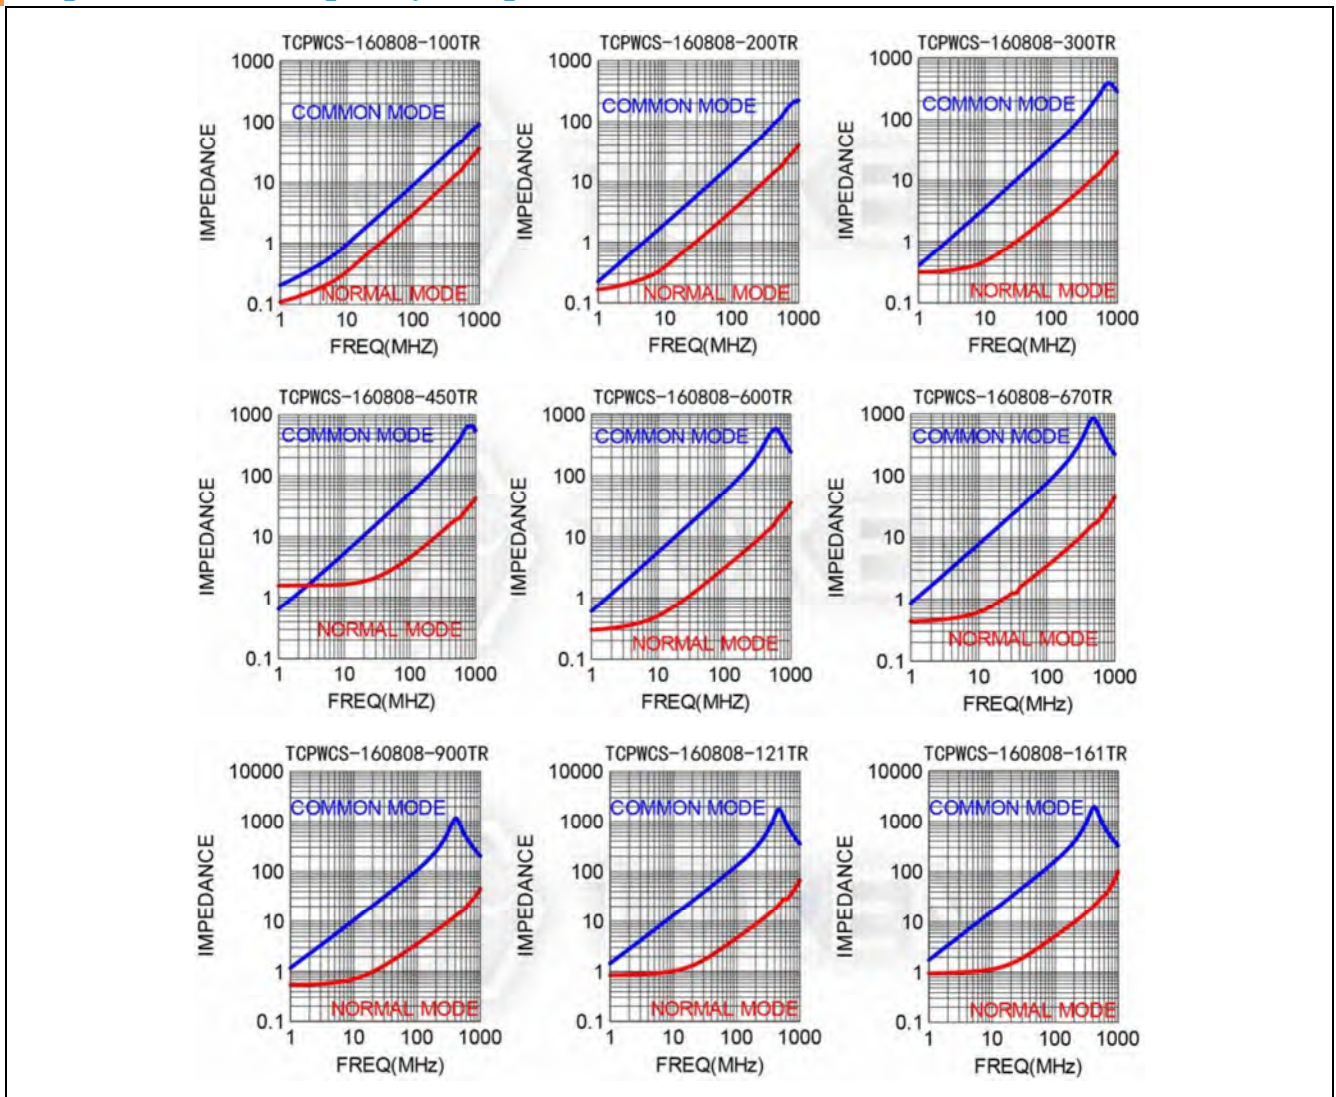 TCPWCS-160808-100TR
1000
100
10
1
0.1
IMPEDANCE
COMMON MODE
NORMAL MODE
1 10 100 1000
FREQ(MHZ)
TCPWCS-160808-200TR
1000
100
10
1
0.1
IMPEDANCE
COMMON MODE
NORMAL MODE
1 10 100 1000
FREQ(MHZ)
TCPWCS-160808-300TR
1000
100
10
1
0.1
IMPEDANCE
COMMON MODE
NORMAL MODE
1 10 100 1000
FREQ(MHZ)
TCPWCS-160808-450TR
1000
100
10
1
0.1
IMPEDANCE
COMMON MODE
NORMAL MODE
1 10 100 1000
FREQ(MHZ)
TCPWCS-160808-600TR
1000
100
10
1
0.1
IMPEDANCE
COMMON MODE
NORMAL MODE
1 10 100 1000
FREQ(MHZ)
TCPWCS-160808-670TR
1000
100
10
1
0.1
IMPEDANCE
COMMON MODE
NORMAL MODE
1 10 100 1000
FREQ(MHz)
TCPWCS-160808-900TR
10000
1000
100
10
1
0.1
IMPEDANCE
COMMON MODE
NORMAL MODE
1 10 100 1000
FREQ(MHz)
TCPWCS-160808-121TR
10000
1000
100
10
1
0.1
IMPEDANCE
COMMON MODE
NORMAL MODE
1 10 100 1000
FREQ(MHz)
TCPWCS-160808-161TR
10000
1000
100
10
1
0.1
IMPEDANCE
COMMON MODE
NORMAL MODE
1 10 100 1000
FREQ(MHz)